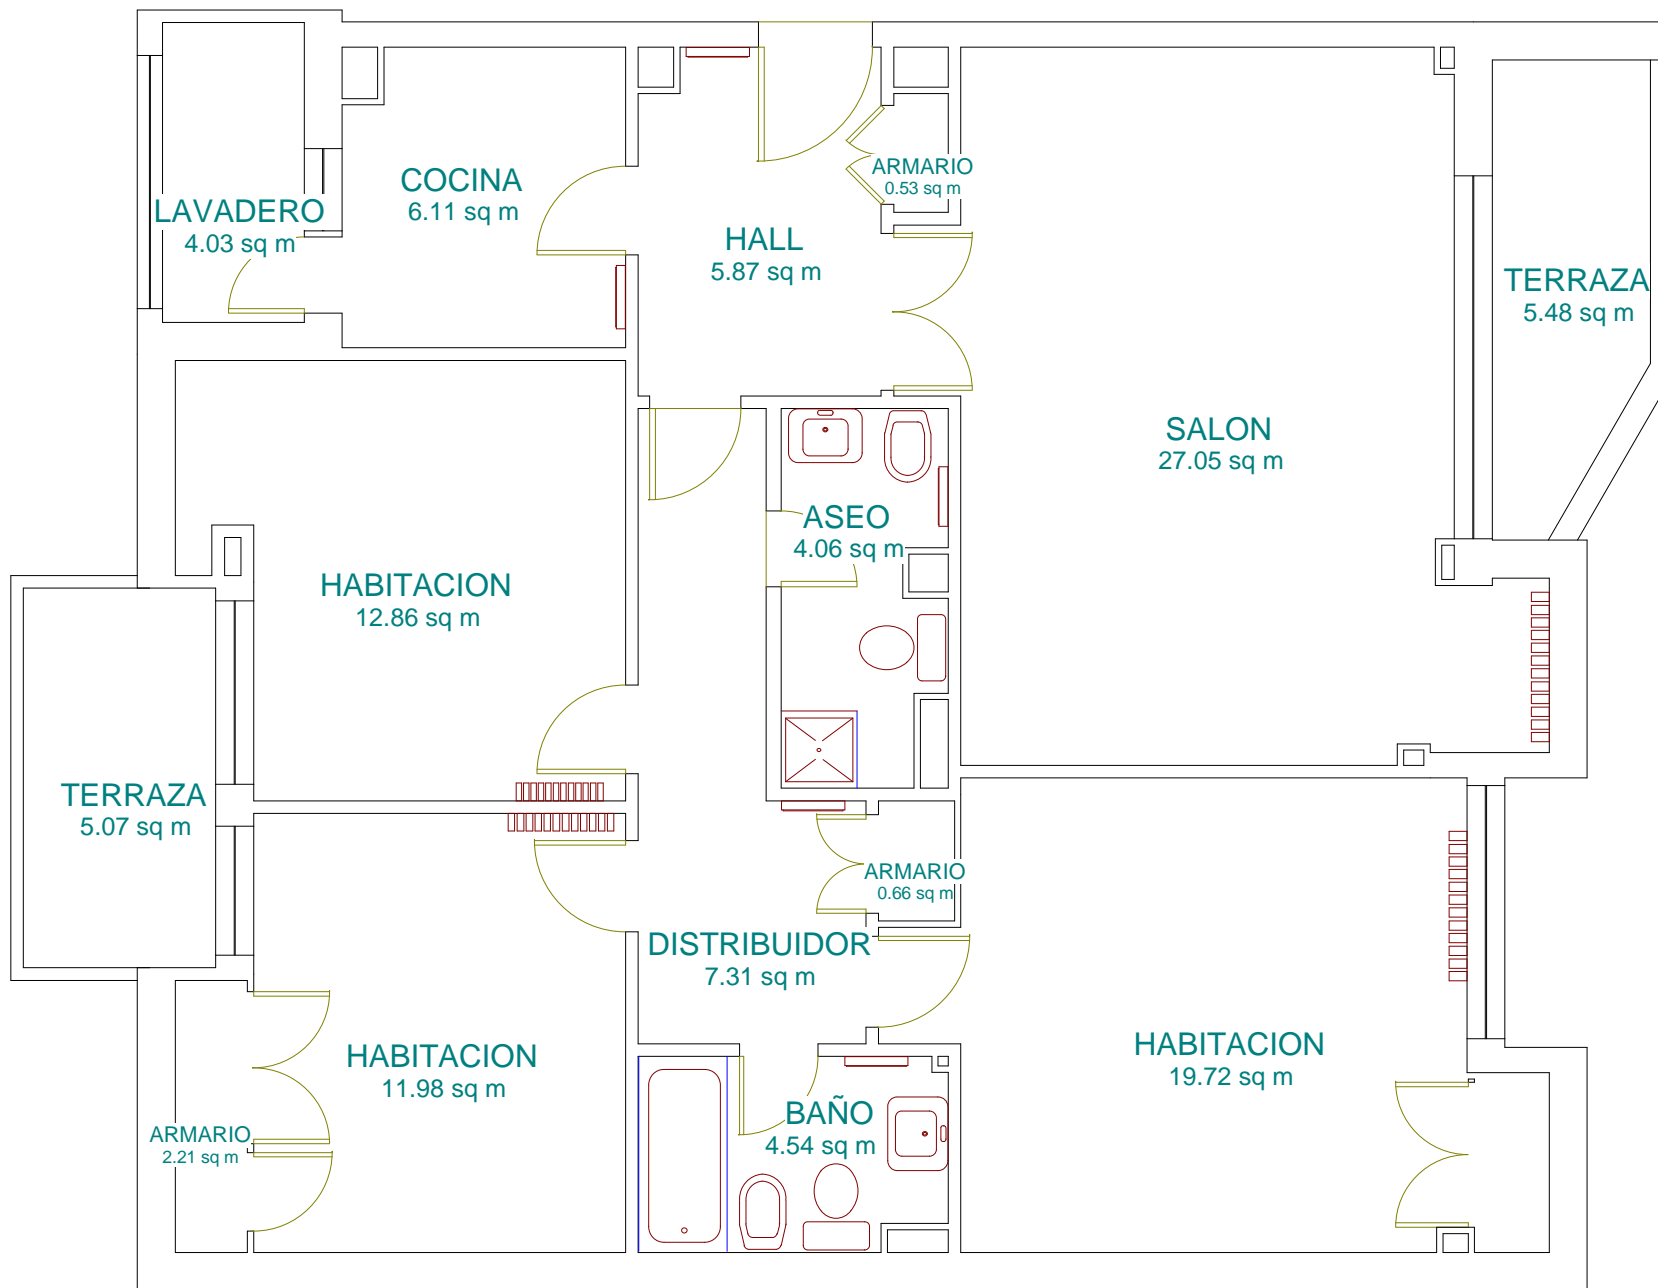 COCINA
6.11 sq m
ARMARIO
0.53 sq m
LAVADERO
4.03 sq m
HALL
5.87 sq m
TERRAZA
5.48 sq m
SALON
27.05 sq m
ASEO
4.06 sq m
HABITACION
12.86 sq m
TERRAZA
5.07 sq m
ARMARIO
0.66 sq m
DISTRIBUIDOR
7.31 sq m
HABITACION
11.98 sq m
HABITACION
19.72 sq m
BAÑO
4.54 sq m
ARMARIO
2.21 sq m